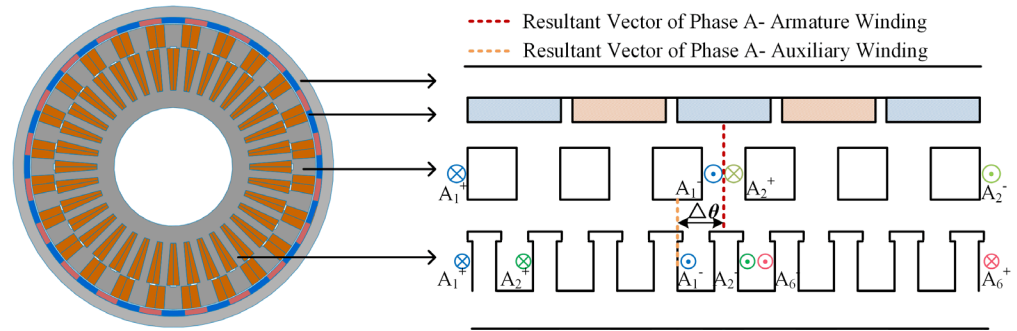 Resultant Vector of Phase A- Armature Winding
Resultant Vector of Phase A- Auxiliary Winding
A₁⁺ A₁⁻ A₂⁺ A₂⁻
△θ
A₁⁺ A₂⁺ A₁⁻ A₂⁻ A₆⁻ A₆⁺